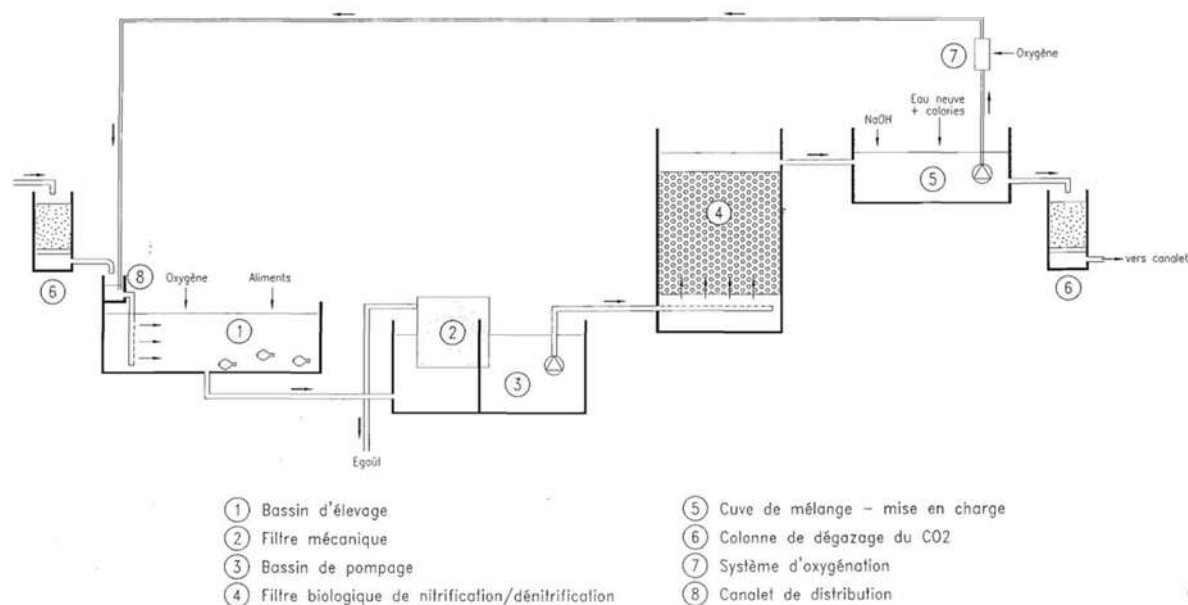 7
Oxygène
Eau neuve
+ calories
NaOH
5
4
6
vers canalet
6
8
Oxygène
Aliments
1
2
3
Egoût
1 Bassin d'élevage
2 Filtre mécanique
3 Bassin de pompage
4 Filtre biologique de nitrification/dénitrification
5 Cuve de mélange – mise en charge
6 Colonne de dégazage du CO2
7 Système d'oxygénation
8 Canalet de distribution